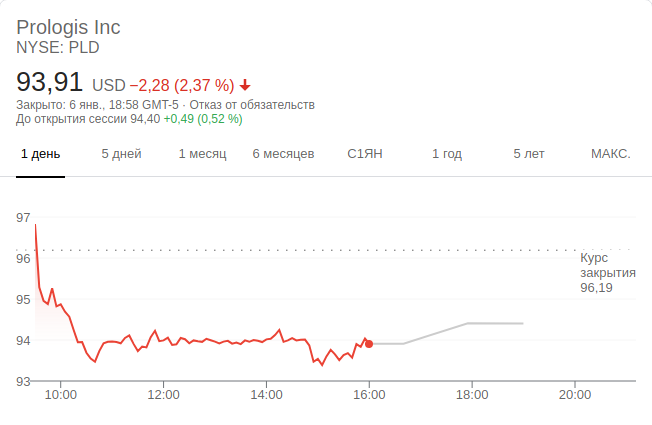 Prologis Inc
NYSE: PLD
93,91 USD −2,28 (2,37 %)
Закрыто: 6 янв., 18:58 GMT-5 · Отказ от обязательств
До открытия сессии 94,40 +0,49 (0,52 %)
1 день 5 дней 1 месяц 6 месяцев С1ЯН 1 год 5 лет МАКС.
97
96
95
94
93
Курс
закрытия
96,19
10:00 12:00 14:00 16:00 18:00 20:00